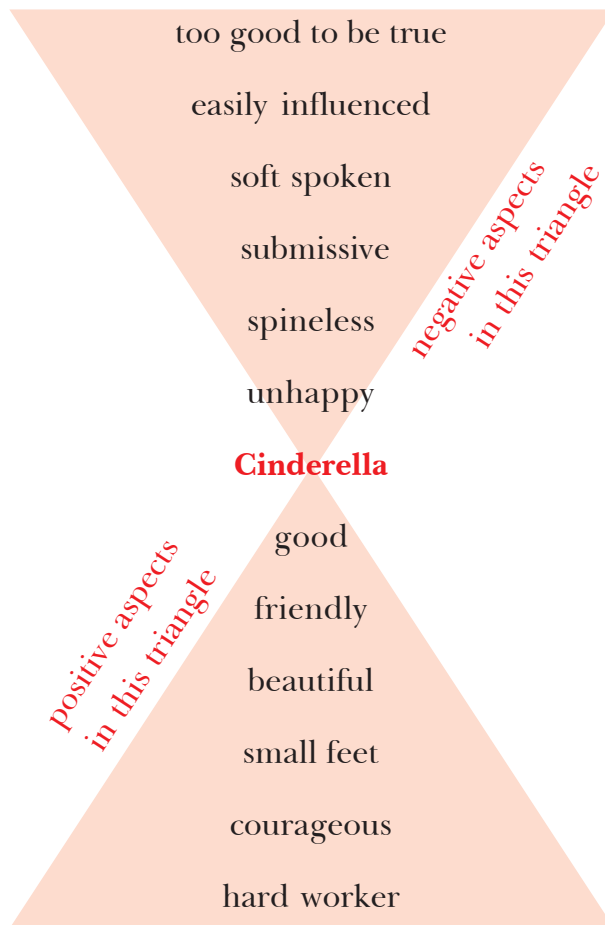 too good to be true
easily influenced
soft spoken
submissive
spineless
unhappy
negative aspects
in this triangle
Cinderella
good
friendly
beautiful
small feet
courageous
hard worker
positive aspects
in this triangle